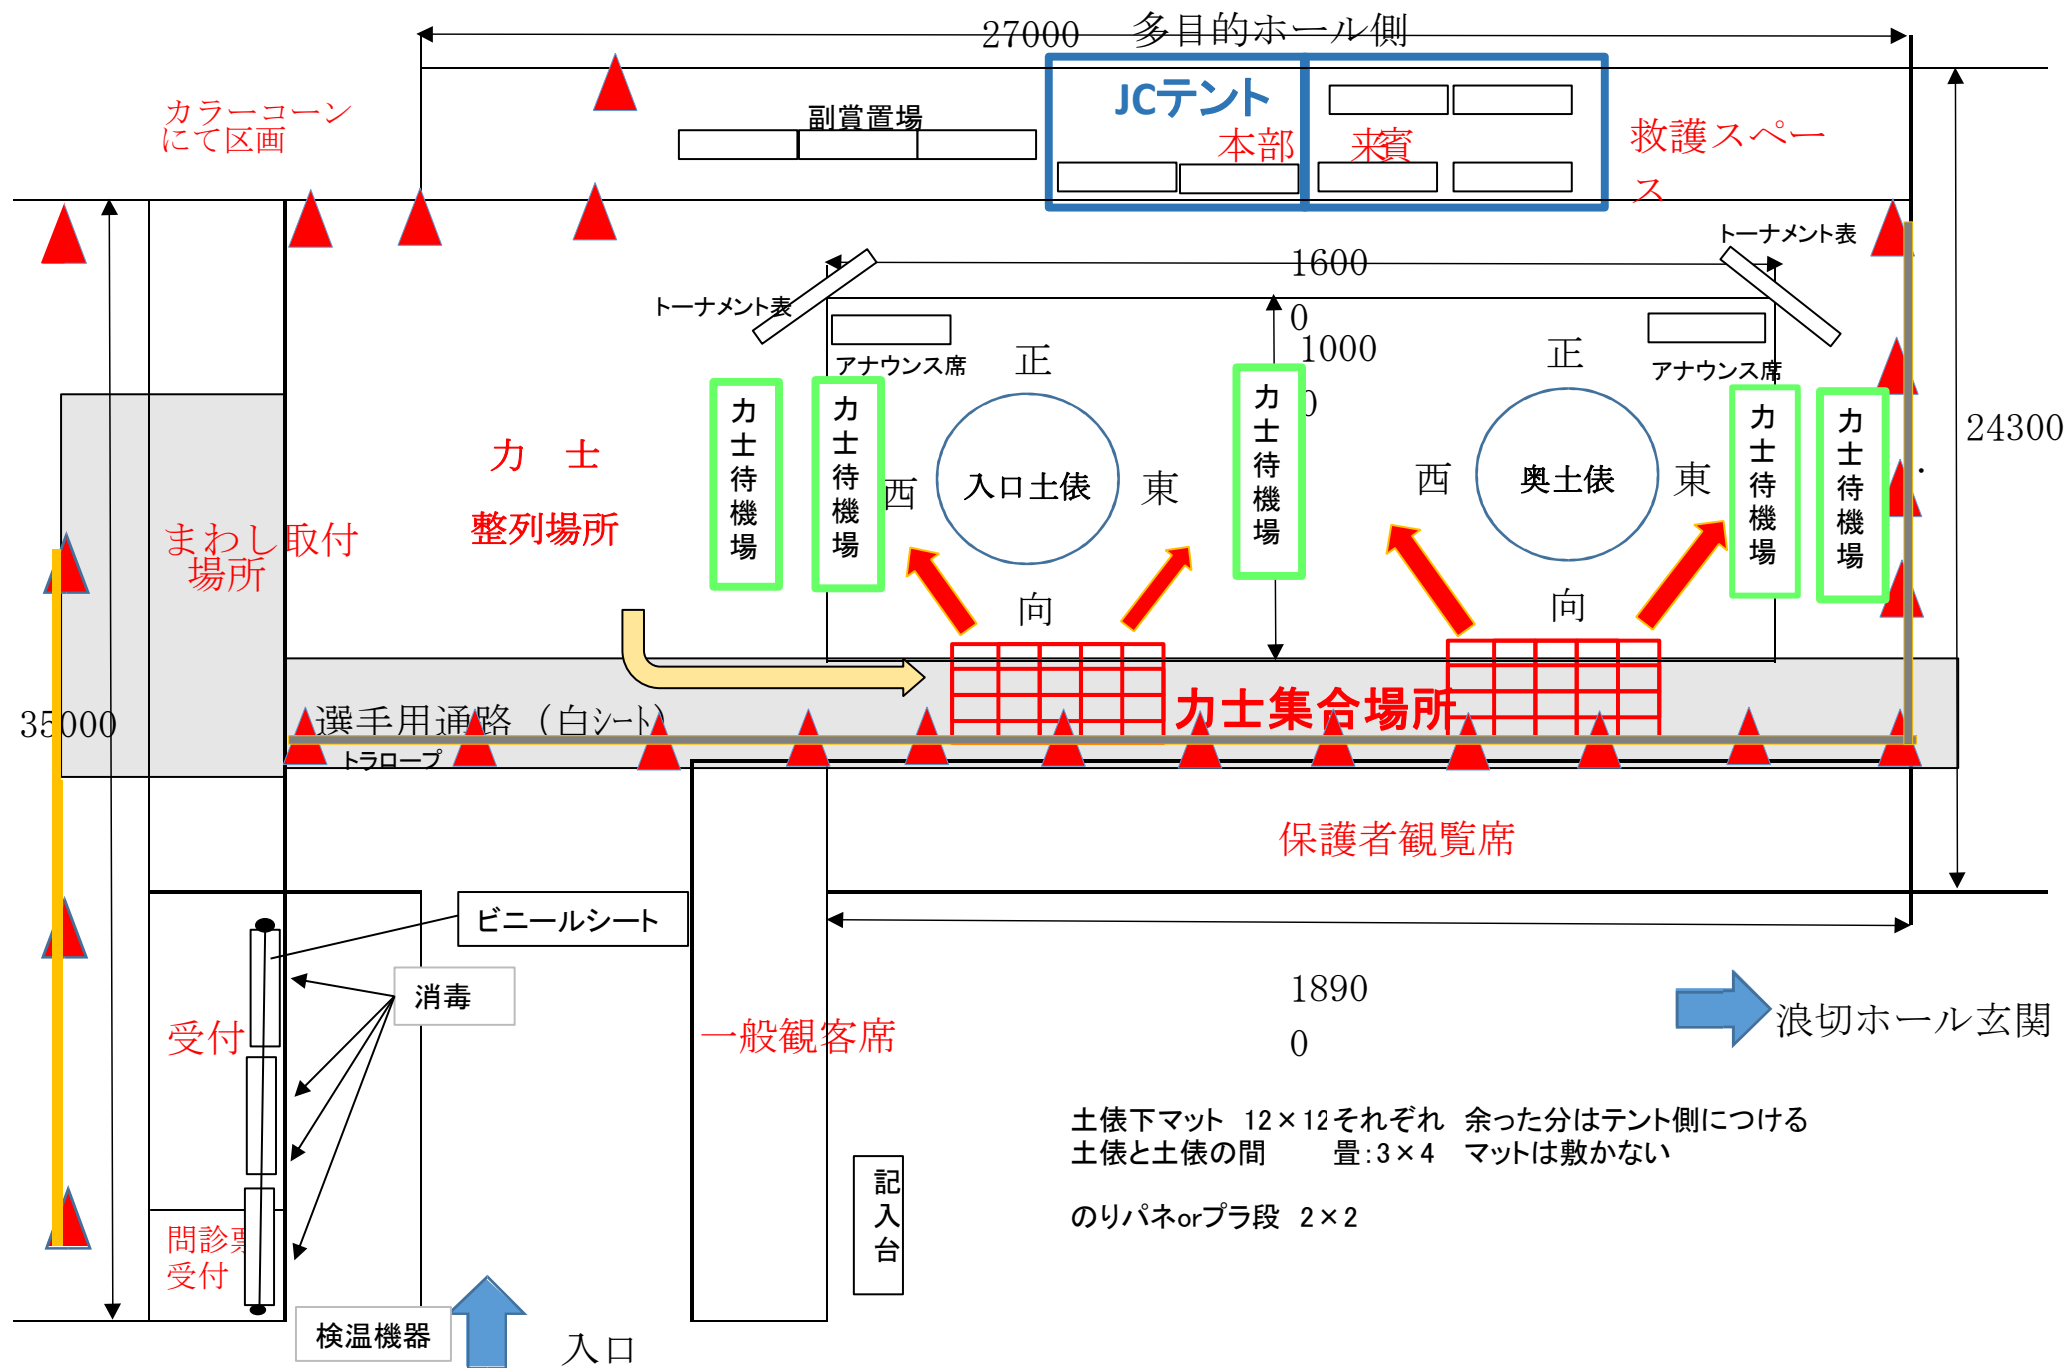 27000
多目的ホール側
カラーコーン
にて区画
副賞置場
JCテント
本部
来賓
救護スペー
ス
トーナメント表
トーナメント表
1600
0
1000
0
アナウンス席
アナウンス席
正
正
力士待機場
力士待機場
力士待機場
力士待機場
力士待機場
西
入口土俵
東
西
奥土俵
東
24300
力　士
整列場所
まわし取付
場所
向
向
35000
選手用通路（白シート）
力士集合場所
トラロープ
保護者観覧席
ビニールシート
消毒
受付
一般観客席
1890
0
浪切ホール玄関
土俵下マット　12×12 それぞれ　余った分はテント側につける
土俵と土俵の間　畳：3×4　マットは敷かない
のりパネorプラ段　2×2
記入台
問診票
受付
検温機器
入口